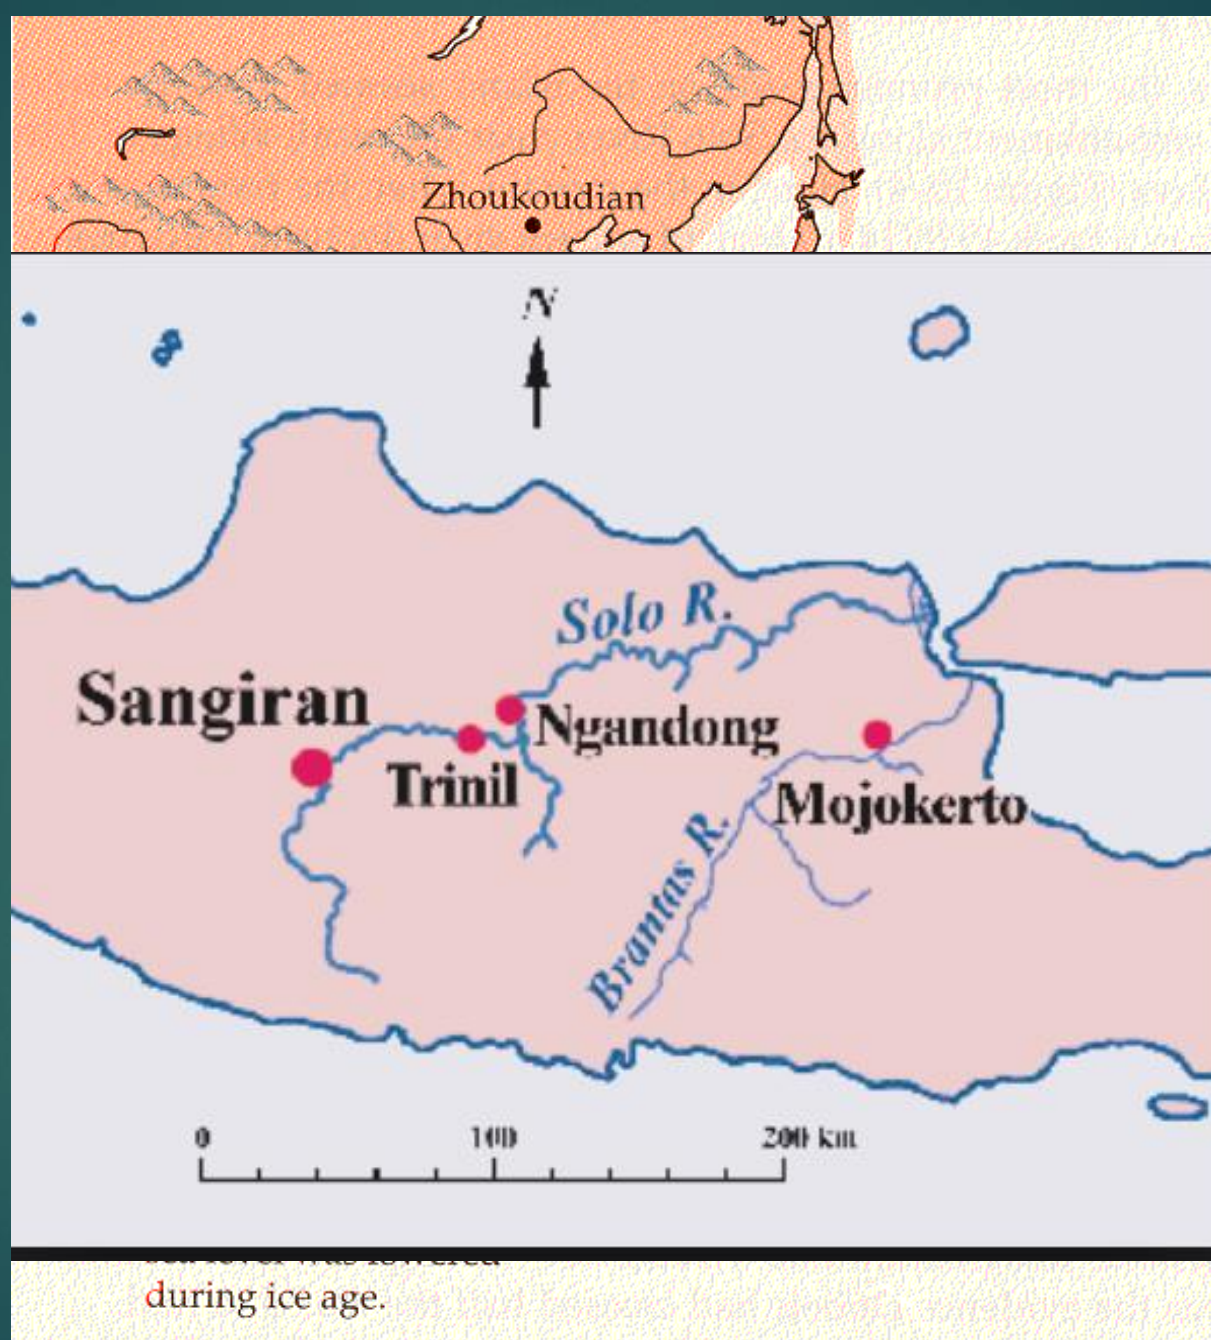 Zhoukoudian
N
Solo R.
Sangiran
Ngandong
Trinil
Mojokerto
Brantas R.
0 100 200 km
during ice age.